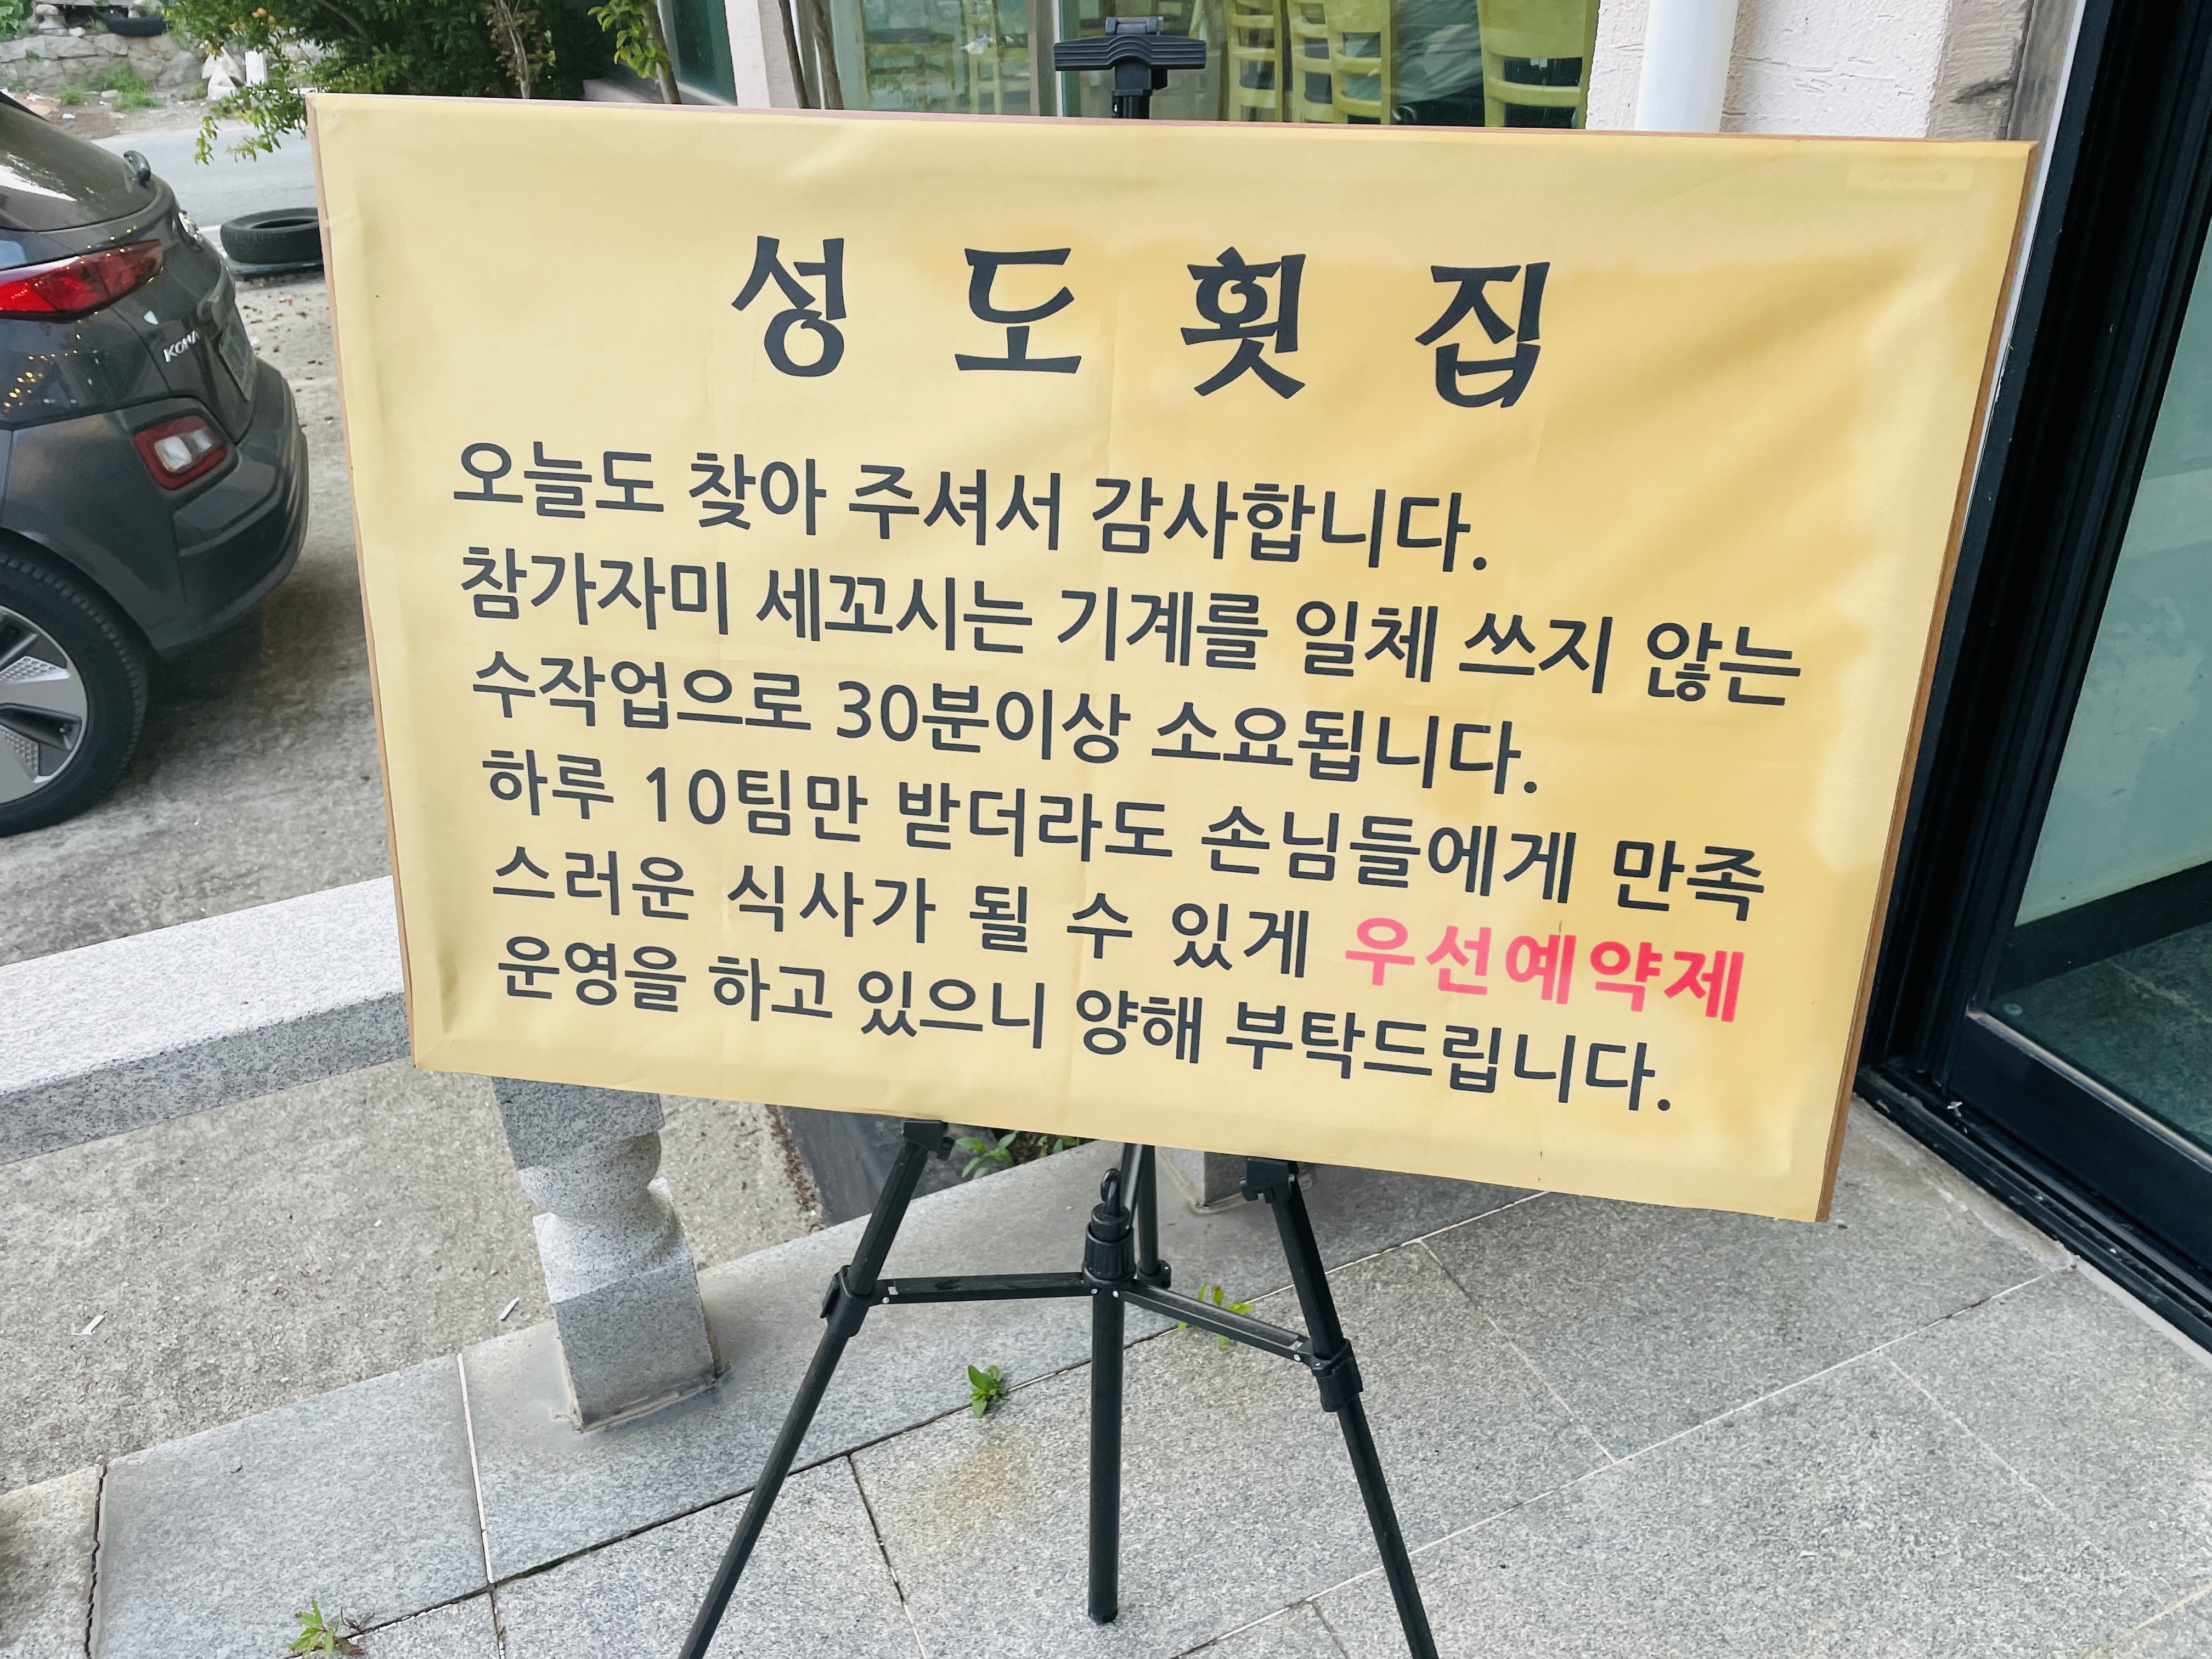 성도횟집
오늘도 찾아 주셔서 감사합니다.
참가자미 세꼬시는 기계를 일체 쓰지 않는
수작업으로 30분이상 소요됩니다.
하루 10팀만 받더라도 손님들에게 만족
스러운 식사가 될 수 있게 우선예약제
운영을 하고 있으니 양해 부탁드립니다.
KONA